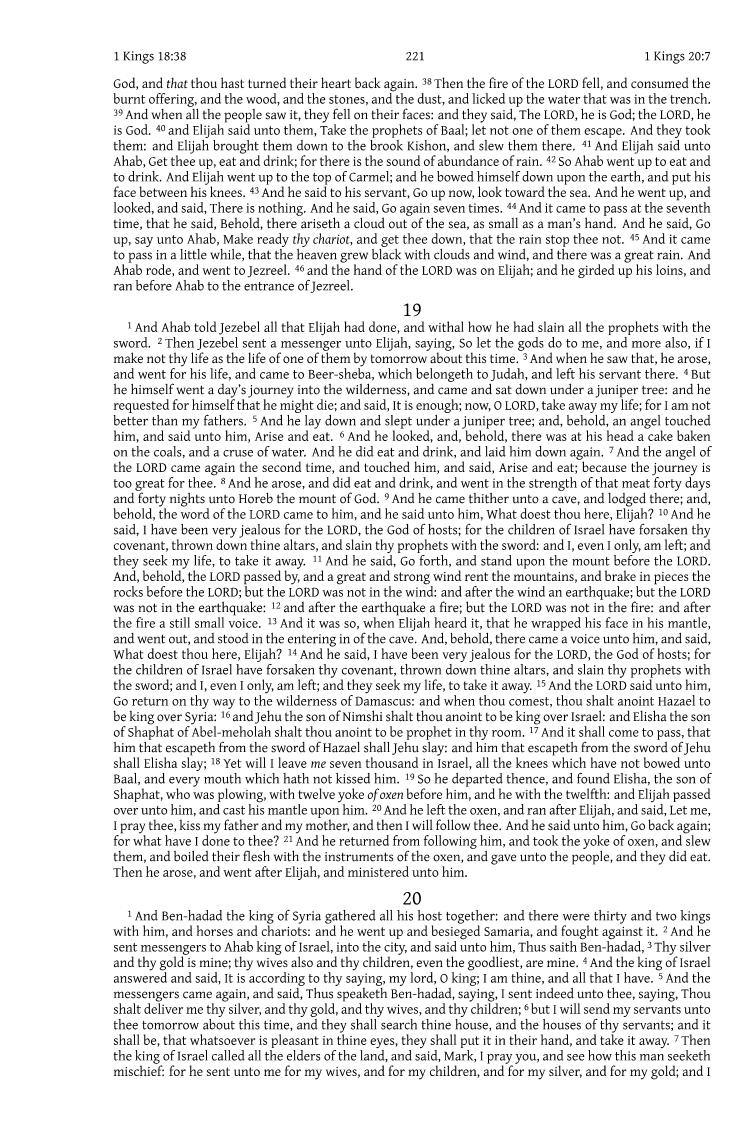 1 Kings 18:38 221 1 Kings 20:7
God, and that thou hast turned their heart back again. 38 Then the fire of the LORD fell, and consumed the
burnt offering, and the wood, and the stones, and the dust, and licked up the water that was in the trench.
39 And when all the people saw it, they fell on their faces: and they said, The LORD, he is God; the LORD, he
is God. 40 and Elijah said unto them, Take the prophets of Baal; let not one of them escape. And they took
them: and Elijah brought them down to the brook Kishon, and slew them there. 41 And Elijah said unto
Ahab, Get thee up, eat and drink; for there is the sound of abundance of rain. 42 So Ahab went up to eat and
to drink. And Elijah went up to the top of Carmel; and he bowed himself down upon the earth, and put his
face between his knees. 43 And he said to his servant, Go up now, look toward the sea. And he went up, and
looked, and said, There is nothing. And he said, Go again seven times. 44 And it came to pass at the seventh
time, that he said, Behold, there ariseth a cloud out of the sea, as small as a man's hand. And he said, Go
up, say unto Ahab, Make ready thy chariot, and get thee down, that the rain stop thee not. 45 And it came
to pass in a little while, that the heaven grew black with clouds and wind, and there was a great rain. And
Ahab rode, and went to Jezreel. 46 and the hand of the LORD was on Elijah; and he girded up his loins, and
ran before Ahab to the entrance of Jezreel.
19
1 And Ahab told Jezebel all that Elijah had done, and withal how he had slain all the prophets with the
sword. 2 Then Jezebel sent a messenger unto Elijah, saying, So let the gods do to me, and more also, if I
make not thy life as the life of one of them by tomorrow about this time. 3 And when he saw that, he arose,
and went for his life, and came to Beer-sheba, which belongeth to Judah, and left his servant there. 4 But
he himself went a day's journey into the wilderness, and came and sat down under a juniper tree: and he
requested for himself that he might die; and said, It is enough; now, O LORD, take away my life; for I am not
better than my fathers. 5 And he lay down and slept under a juniper tree; and, behold, an angel touched
him, and said unto him, Arise and eat. 6 And he looked, and, behold, there was at his head a cake baken
on the coals, and a cruse of water. And he did eat and drink, and laid him down again. 7 And the angel of
the LORD came again the second time, and touched him, and said, Arise and eat; because the journey is
too great for thee. 8 And he arose, and did eat and drink, and went in the strength of that meat forty days
and forty nights unto Horeb the mount of God. 9 And he came thither unto a cave, and lodged there; and,
behold, the word of the LORD came to him, and he said unto him, What doest thou here, Elijah? 10 And he
said, I have been very jealous for the LORD, the God of hosts; for the children of Israel have forsaken thy
covenant, thrown down thine altars, and slain thy prophets with the sword: and I, even I only, am left; and
they seek my life, to take it away. 11 And he said, Go forth, and stand upon the mount before the LORD.
And, behold, the LORD passed by, and a great and strong wind rent the mountains, and brake in pieces the
rocks before the LORD; but the LORD was not in the wind: and after the wind an earthquake; but the LORD
was not in the earthquake: 12 and after the earthquake a fire; but the LORD was not in the fire: and after
the fire a still small voice. 13 And it was so, when Elijah heard it, that he wrapped his face in his mantle,
and went out, and stood in the entering in of the cave. And, behold, there came a voice unto him, and said,
What doest thou here, Elijah? 14 And he said, I have been very jealous for the LORD, the God of hosts; for
the children of Israel have forsaken thy covenant, thrown down thine altars, and slain thy prophets with
the sword; and I, even I only, am left; and they seek my life, to take it away. 15 And the LORD said unto him,
Go return on thy way to the wilderness of Damascus: and when thou comest, thou shalt anoint Hazael to
be king over Syria: 16 and Jehu the son of Nimshi shalt thou anoint to be king over Israel: and Elisha the son
of Shaphat of Abel-meholah shalt thou anoint to be prophet in thy room. 17 And it shall come to pass, that
him that escapeth from the sword of Hazael shall Jehu slay: and him that escapeth from the sword of Jehu
shall Elisha slay; 18 Yet will I leave me seven thousand in Israel, all the knees which have not bowed unto
Baal, and every mouth which hath not kissed him. 19 So he departed thence, and found Elisha, the son of
Shaphat, who was plowing, with twelve yoke of oxen before him, and he with the twelfth: and Elijah passed
over unto him, and cast his mantle upon him. 20 And he left the oxen, and ran after Elijah, and said, Let me,
I pray thee, kiss my father and my mother, and then I will follow thee. And he said unto him, Go back again;
for what have I done to thee? 21 And he returned from following him, and took the yoke of oxen, and slew
them, and boiled their flesh with the instruments of the oxen, and gave unto the people, and they did eat.
Then he arose, and went after Elijah, and ministered unto him.
20
1 And Ben-hadad the king of Syria gathered all his host together: and there were thirty and two kings
with him, and horses and chariots: and he went up and besieged Samaria, and fought against it. 2 And he
sent messengers to Ahab king of Israel, into the city, and said unto him, Thus saith Ben-hadad, 3 Thy silver
and thy gold is mine; thy wives also and thy children, even the goodliest, are mine. 4 And the king of Israel
answered and said, It is according to thy saying, my lord, O king; I am thine, and all that I have. 5 And the
messengers came again, and said, Thus speaketh Ben-hadad, saying, I sent indeed unto thee, saying, Thou
shalt deliver me thy silver, and thy gold, and thy wives, and thy children; 6 but I will send my servants unto
thee tomorrow about this time, and they shall search thine house, and the houses of thy servants; and it
shall be, that whatsoever is pleasant in thine eyes, they shall put it in their hand, and take it away. 7 Then
the king of Israel called all the elders of the land, and said, Mark, I pray you, and see how this man seeketh
mischief: for he sent unto me for my wives, and for my children, and for my silver, and for my gold; and I